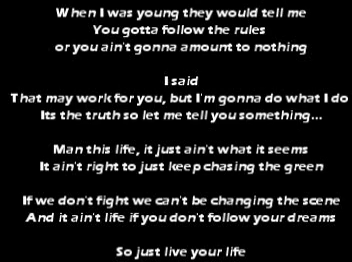 When I was young they would tell me
You gotta follow the rules
or you ain't gonna amount to nothing
I said
That may work for you, but I'm gonna do what I do
Its the truth so let me tell you something...
Man this life, it just ain't what it seems
It ain't right to just keep chasing the green
If we don't fight we can't be changing the scene
And it ain't life if you don't follow your dreams
So just live your life